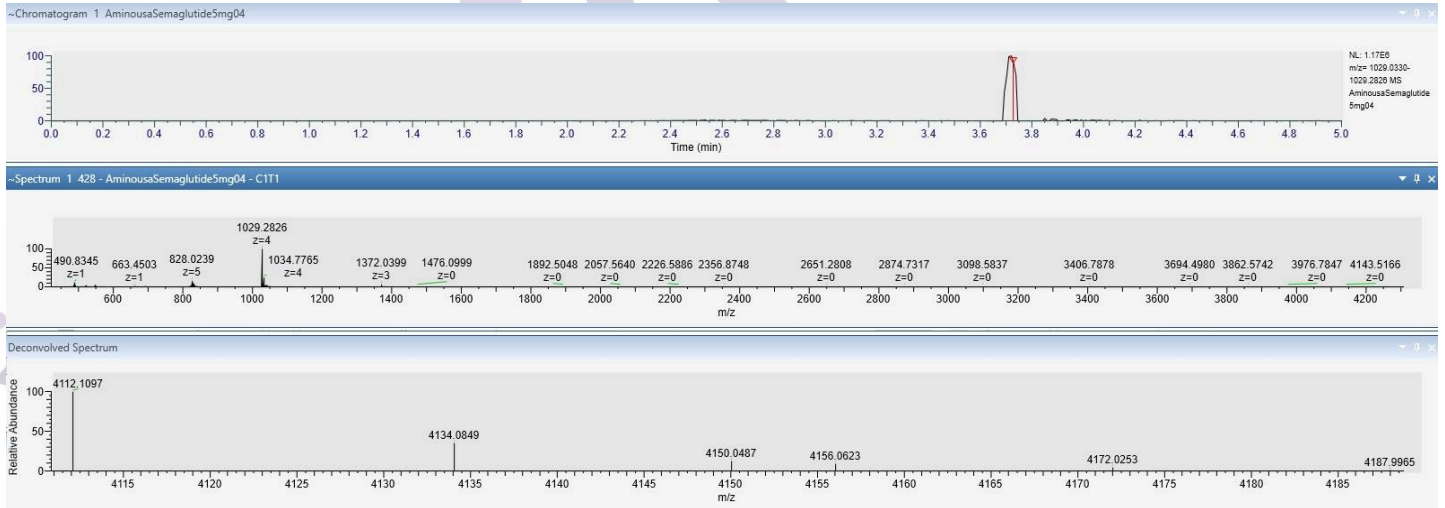 ~Chromatogram 1 AminousaSemaglutide5mg04
100
50
0
0.0 0.2 0.4 0.6 0.8 1.0 1.2 1.4 1.6 1.8 2.0 2.2 2.4 2.6 2.8 3.0 3.2 3.4 3.6 3.8 4.0 4.2 4.4 4.6 4.8 5.0
Time (min)
NL: 1.17E6
m/z= 1029.0330-
1029.2826 MS
AminousaSemaglutide
5mg04
~Spectrum 1 428 - AminousaSemaglutide5mg04 - C1T1
1029.2826
z=4
100
50
0
490.8345 663.4503 828.0239 1034.7765 1372.0399 1476.0999 1892.5048 2057.5640 2226.5886 2356.8748 2651.2808 2874.7317 3098.5837 3406.7878 3694.4980 3862.5742 3976.7847 4143.5166
z=1 z=1 z=5 z=4 z=3 z=0 z=0 z=0 z=0 z=0 z=0 z=0 z=0 z=0 z=0 z=0 z=0 z=0
600 800 1000 1200 1400 1600 1800 2000 2200 2400 2600 2800 3000 3200 3400 3600 3800 4000 4200
m/z
Deconvolved Spectrum
Relative Abundance
100
50
0
4112.1097
4134.0849
4150.0487
4156.0623
4172.0253
4187.9965
4115 4120 4125 4130 4135 4140 4145 4150 4155 4160 4165 4170 4175 4180 4185
m/z